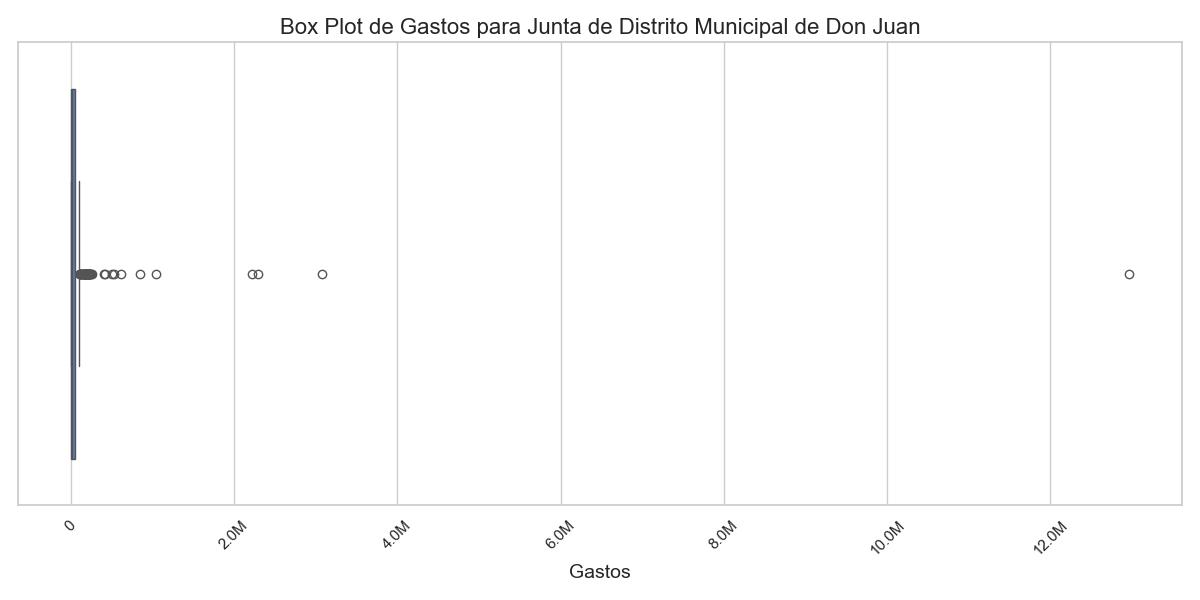 Box Plot de Gastos para Junta de Distrito Municipal de Don Juan
0
2.0M
4.0M
6.0M
8.0M
10.0M
12.0M
Gastos